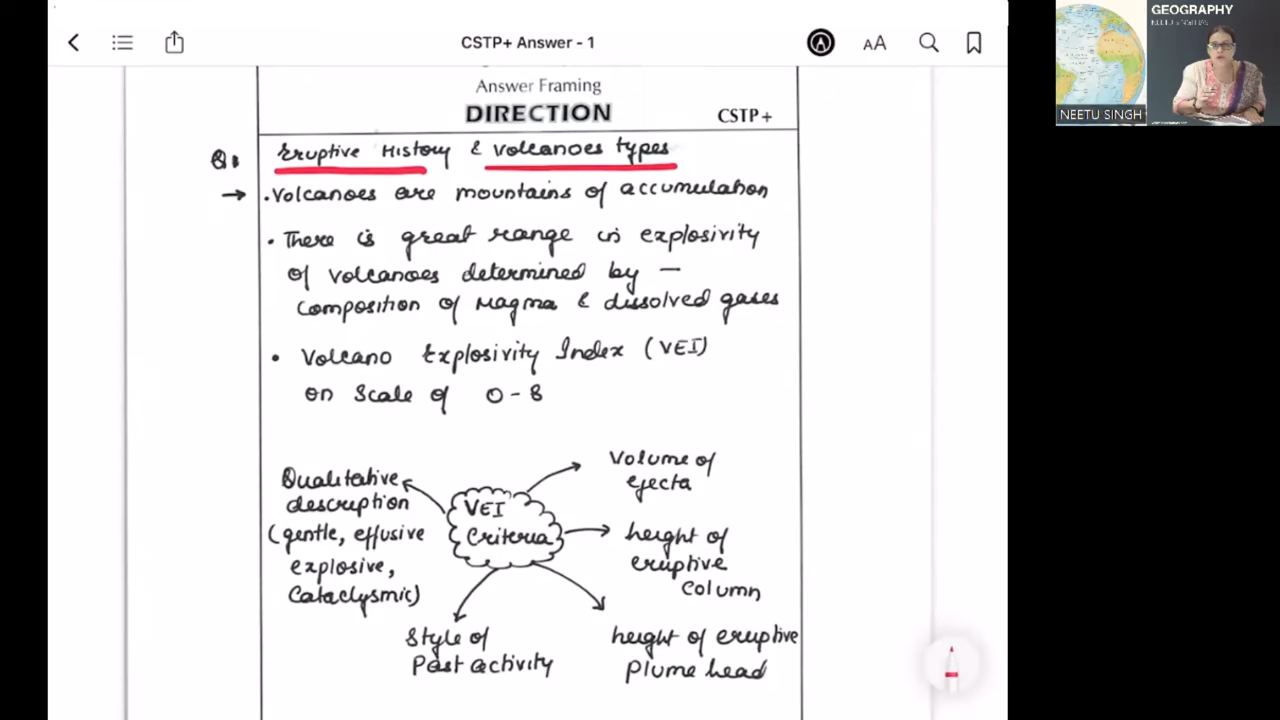 CSTP+ Answer - 1
AA
GEOGRAPHY
NEETU SINGH
Answer Framing
DIRECTION
CSTP+
Q1 Eruptive History & Volcanoes types
→ . Volcanoes are mountains of accumulation
• There is great range in explosivity
of volcanoes determined by —
composition of Magma & dissolved gases
• Volcano Explosivity Index (VEI)
on Scale of 0-8
VEI
Criteria
Volume of
ejecta
height of
eruptive
Column
height of eruptive
plume head
Style of
Past activity
Qualitative
description
(gentle, effusive
explosive,
Cataclysmic)